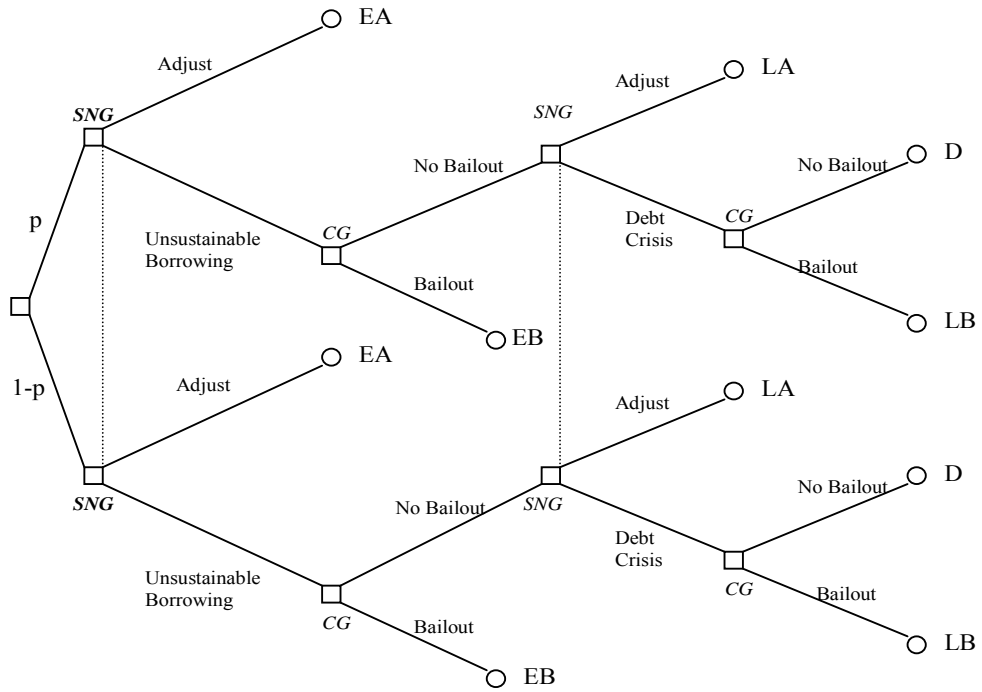 EA
Adjust
SNG
p
Unsustainable
Borrowing
CG
No Bailout
Bailout
EB
SNG
Adjust
LA
Debt
Crisis
CG
No Bailout
D
Bailout
LB
1-p
EA
Adjust
SNG
Unsustainable
Borrowing
CG
No Bailout
Bailout
EB
SNG
Adjust
LA
Debt
Crisis
CG
No Bailout
D
Bailout
LB